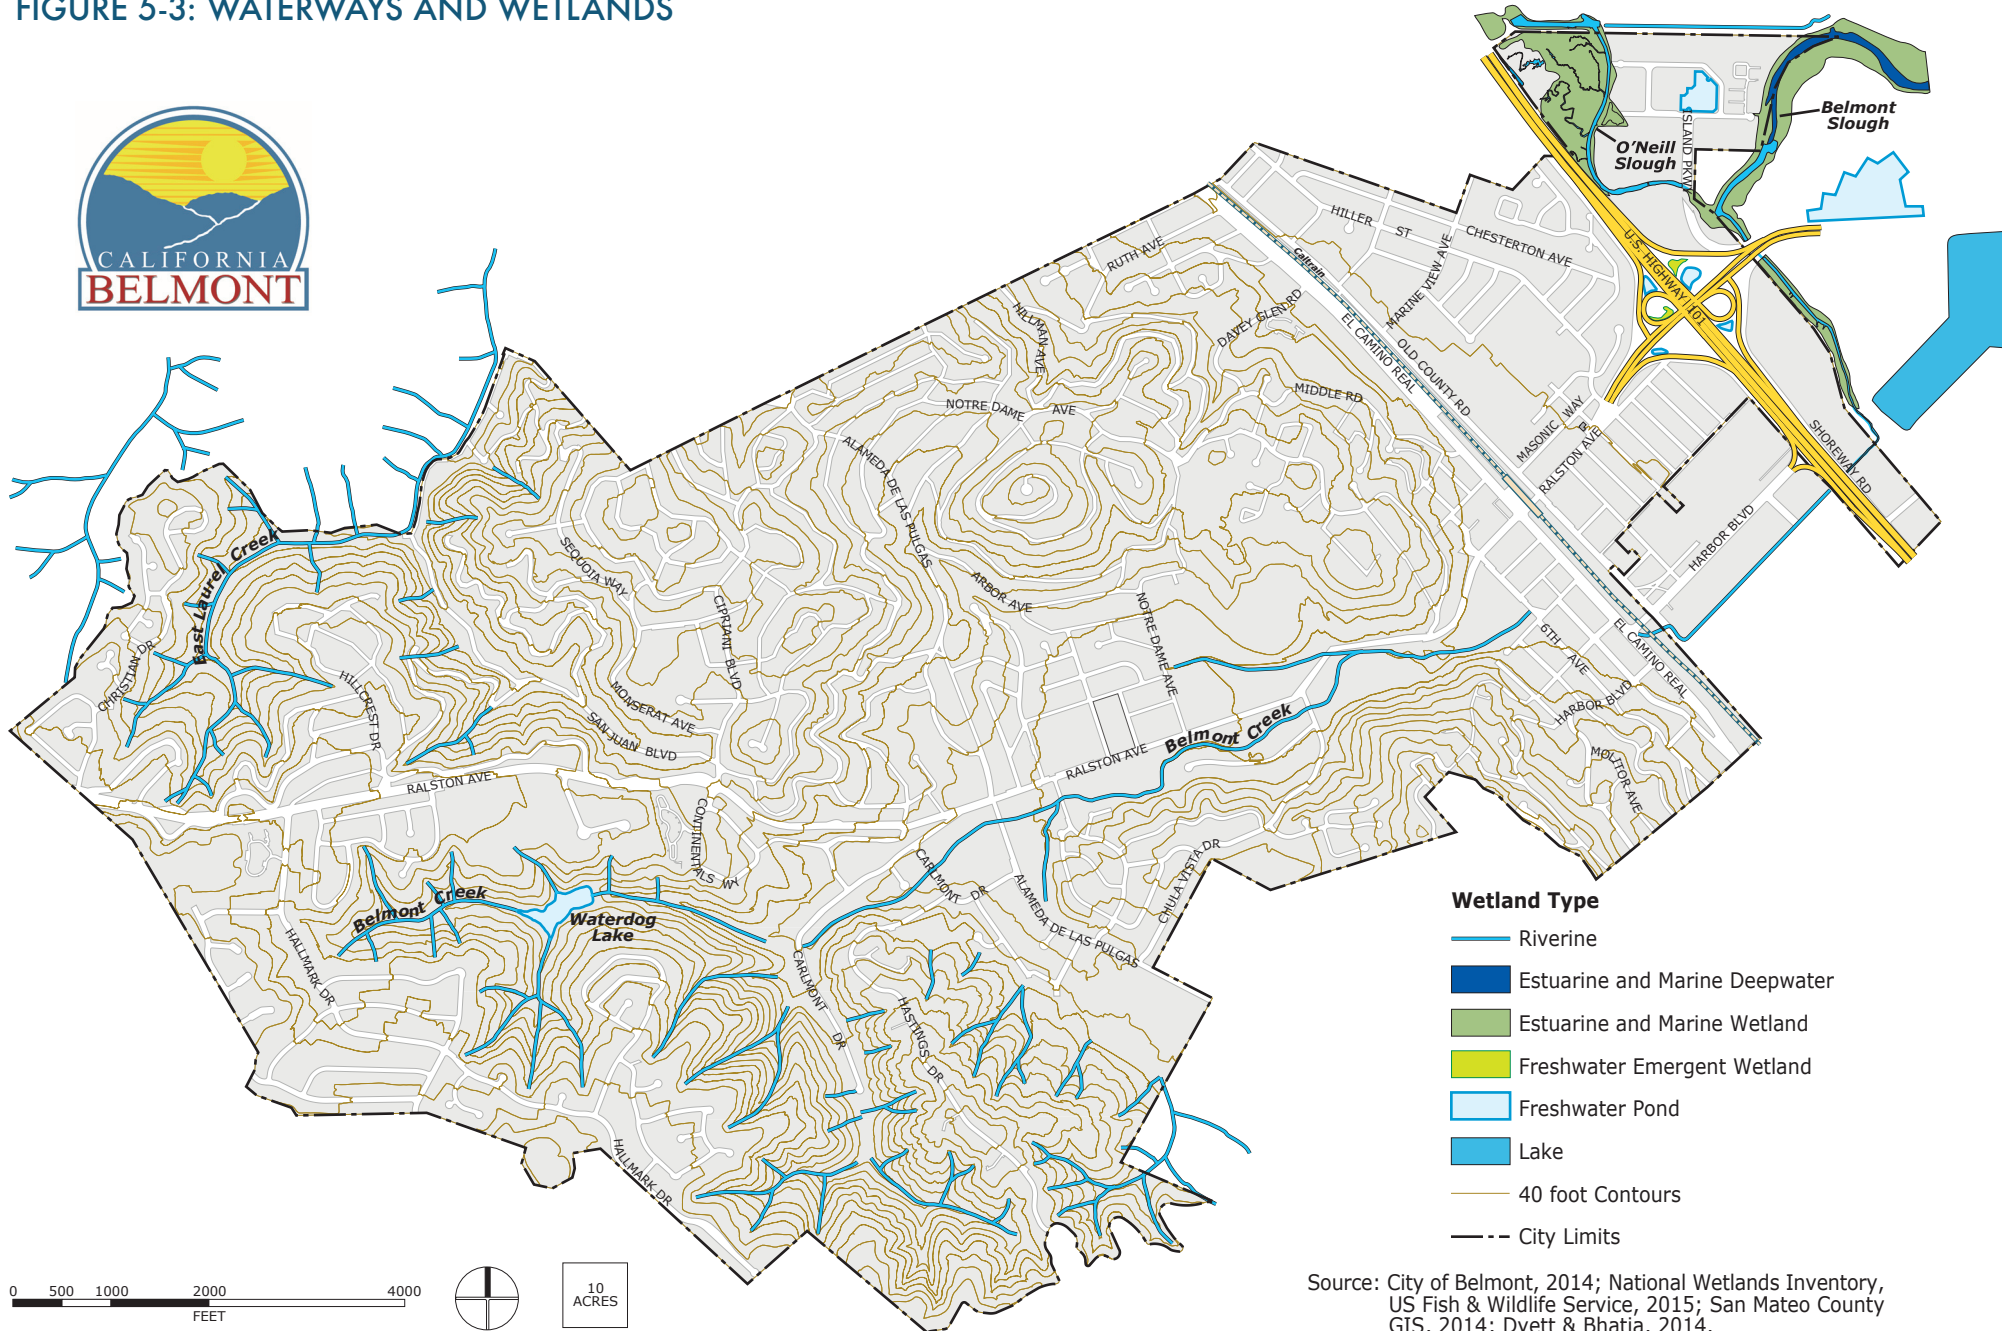 FIGURE 5-3: WATERWAYS AND WETLANDS
CALIFORNIA
BELMONT
Belmont
Slough
O'Neill
Slough
ISLAND PKWY
U.S HIGHWAY 101
HILLER ST
CHESTERTON AVE
MARINE VIEW AVE
RUTH AVE
Caltrain
HILLMAN AVE
DAVEY GLEN RD
EL CAMINO REAL
OLD COUNTY RD
MIDDLE RD
NOTRE DAME AVE
MASONIC WAY
RALSTON AVE
SHOREWAY RD
HARBOR BLVD
ALAMEDA DE LAS PULGAS
East Laurel Creek
SEQUOIA WAY
CIPRIANI BLVD
ARBOR AVE
NOTRE DAME AVE
6TH AVE
EL CAMINO REAL
CHRISTIAN DR
HILLCREST DR
MONSERAT AVE
SAN JUAN BLVD
HARBOR BLVD
MOLITOR AVE
Belmont Creek
RALSTON AVE
RALSTON AVE
CONTINENTALS WY
CARLMONT DR
CHULA VISTA DR
ALAMEDA DE LAS PULGAS
Belmont Creek
Waterdog
Lake
HALLMARK DR
CARLMONT DR
HASTINGS DR
HALLMARK DR
Wetland Type
Riverine
Estuarine and Marine Deepwater
Estuarine and Marine Wetland
Freshwater Emergent Wetland
Freshwater Pond
Lake
40 foot Contours
City Limits
0 500 1000 2000 4000
FEET
10
ACRES
Source: City of Belmont, 2014; National Wetlands Inventory,
US Fish & Wildlife Service, 2015; San Mateo County
GIS, 2014; Dyett & Bhatia, 2014.